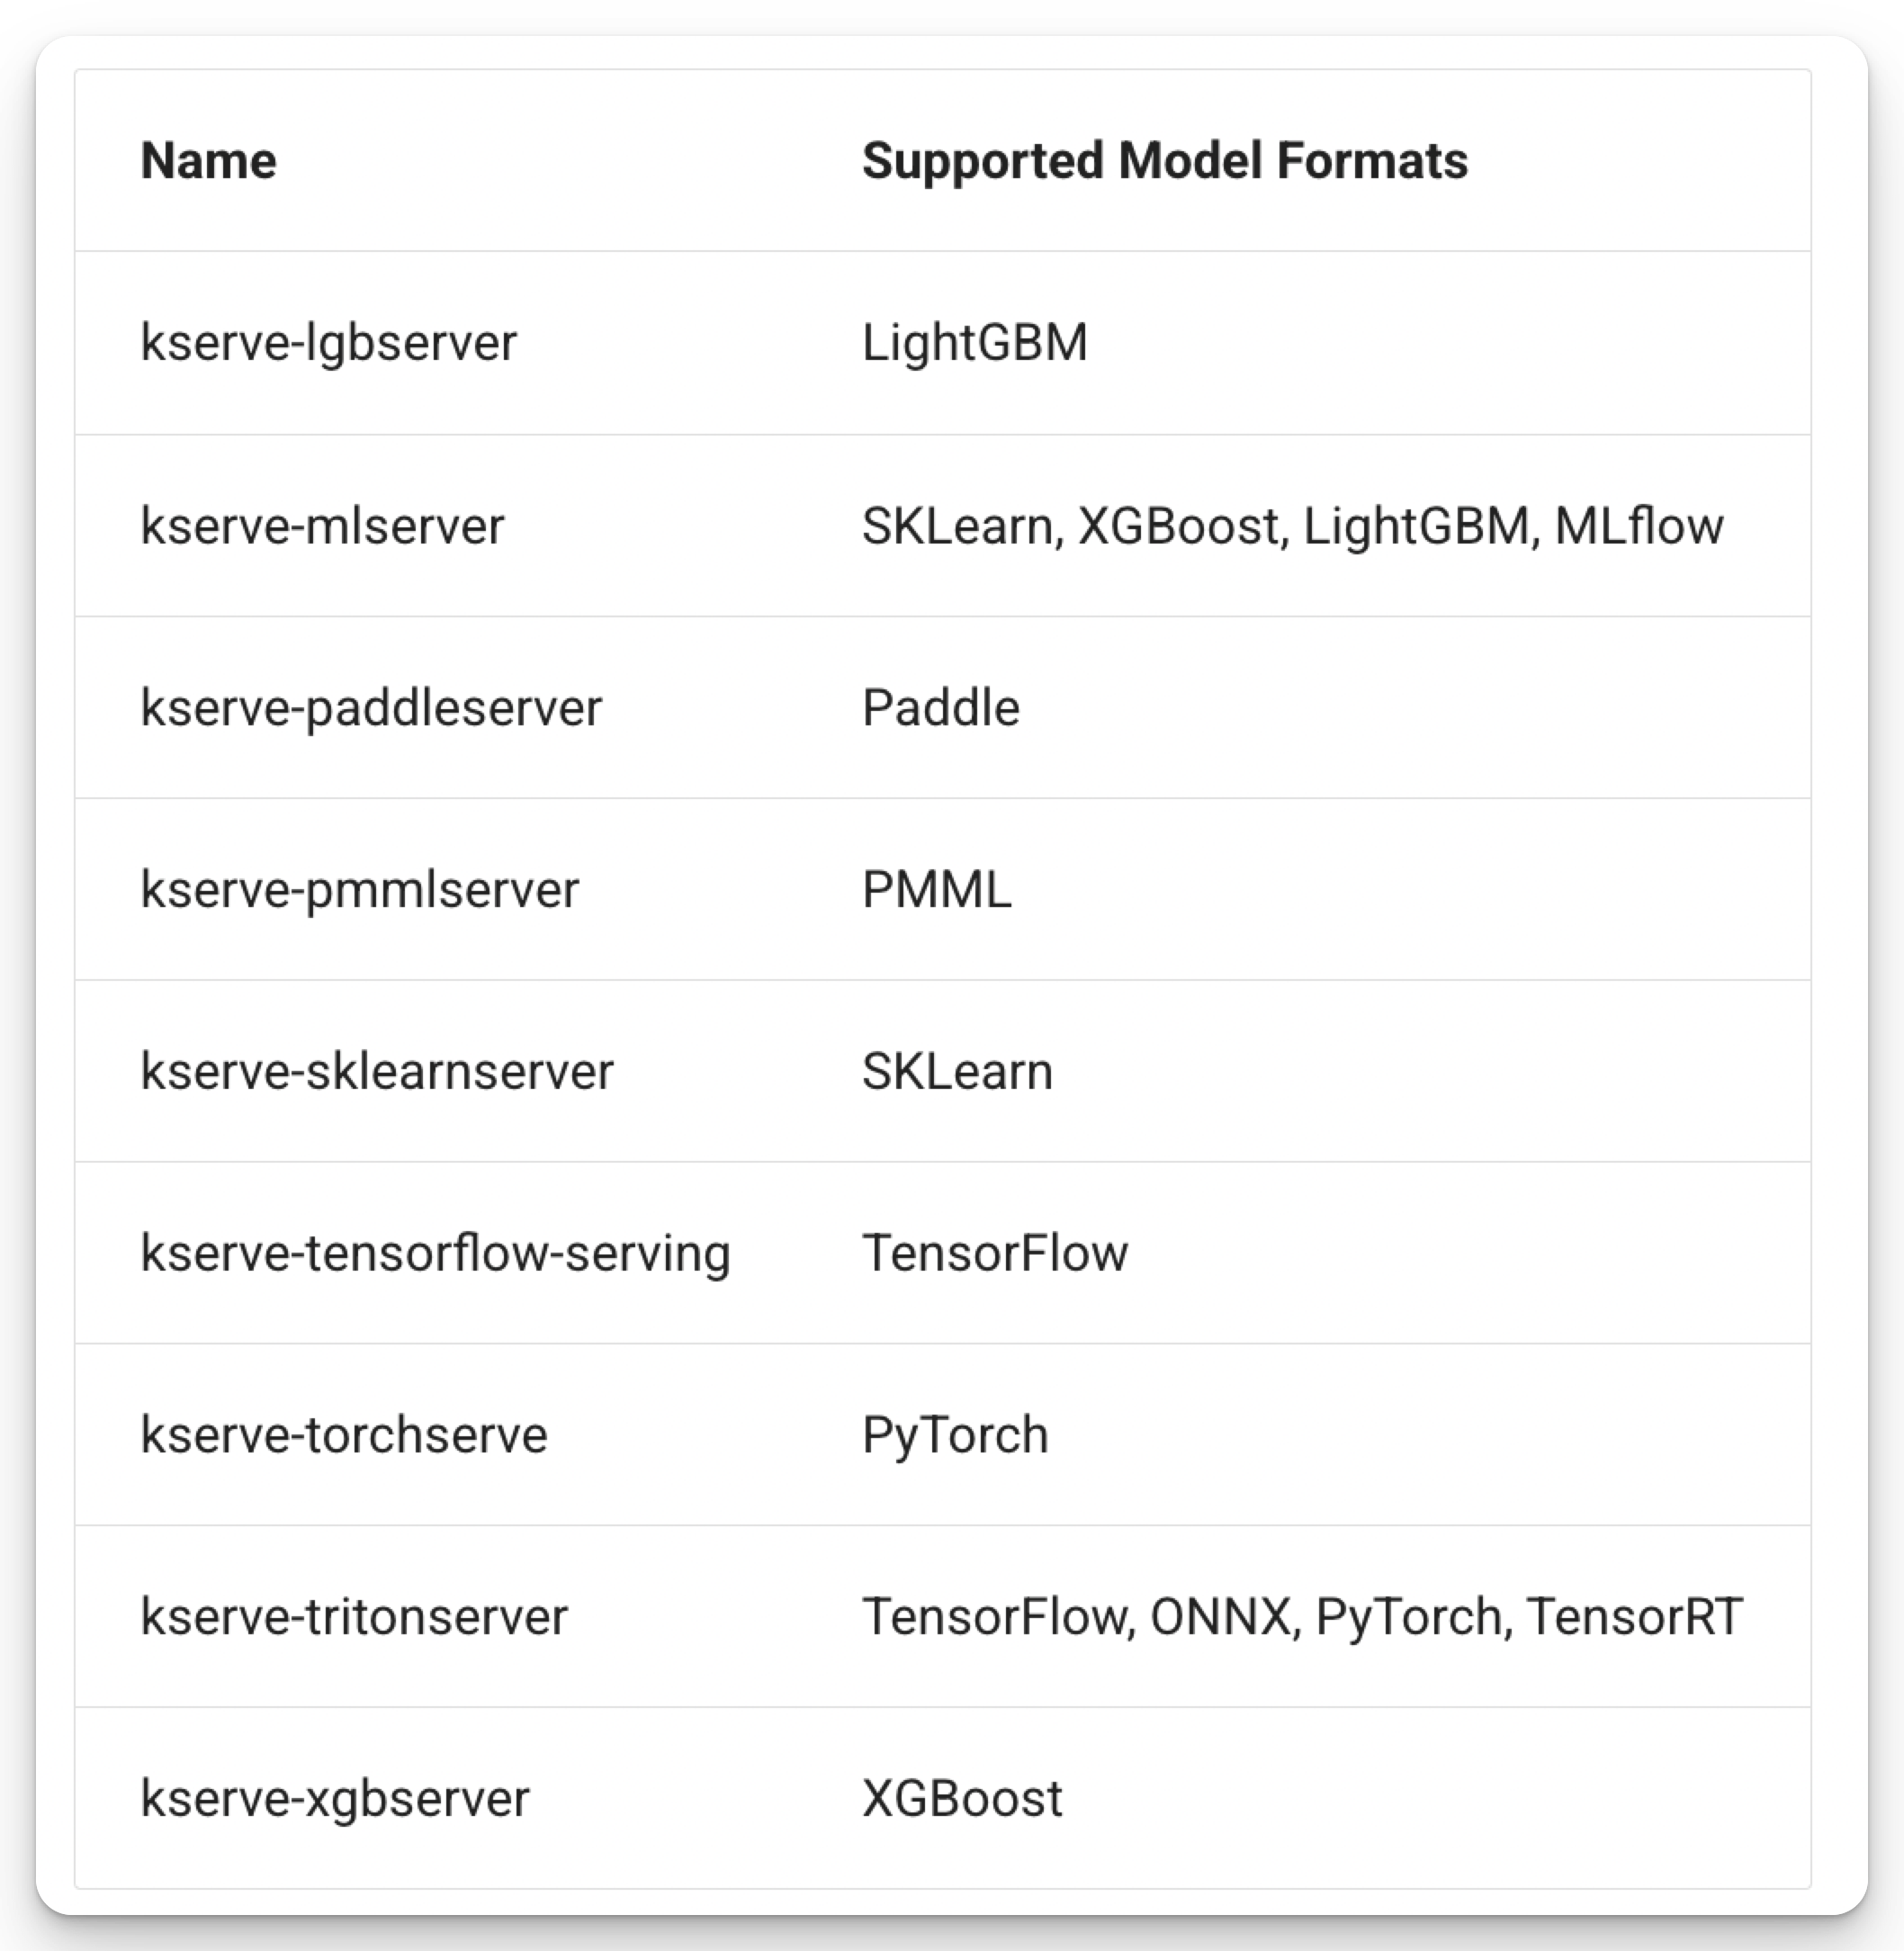 Name Supported Model Formats
kserve-lgbserver LightGBM
kserve-mlserver SKLearn, XGBoost, LightGBM, MLflow
kserve-paddleserver Paddle
kserve-pmmlserver PMML
kserve-sklearnserver SKLearn
kserve-tensorflow-serving TensorFlow
kserve-torchserve PyTorch
kserve-tritonserver TensorFlow, ONNX, PyTorch, TensorRT
kserve-xgbserver XGBoost